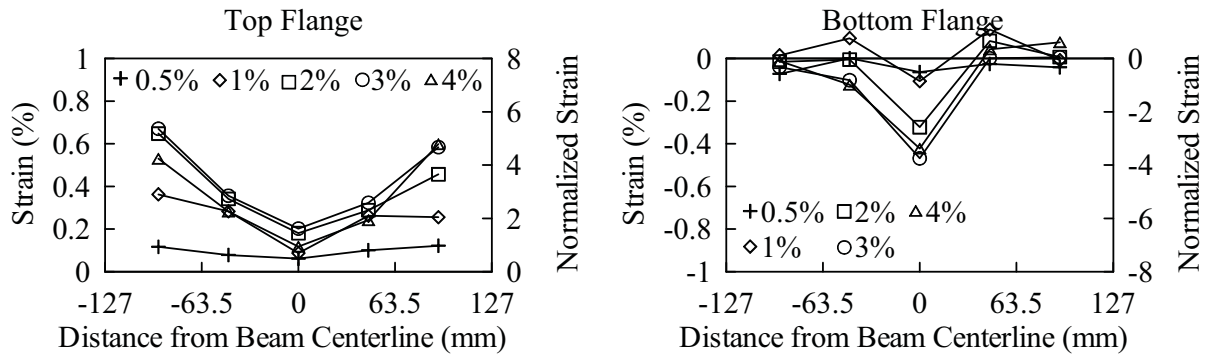 Top Flange
1
0.8
0.6
0.4
0.2
0
Strain (%)
0.5% 1% 2% 3% 4%
8
6
4
2
0
Normalized Strain
-127 -63.5 0 63.5 127
Distance from Beam Centerline (mm)
Bottom Flange
0
-0.2
-0.4
-0.6
-0.8
-1
Strain (%)
0.5% 2% 4%
1% 3%
0
-2
-4
-6
-8
Normalized Strain
-127 -63.5 0 63.5 127
Distance from Beam Centerline (mm)